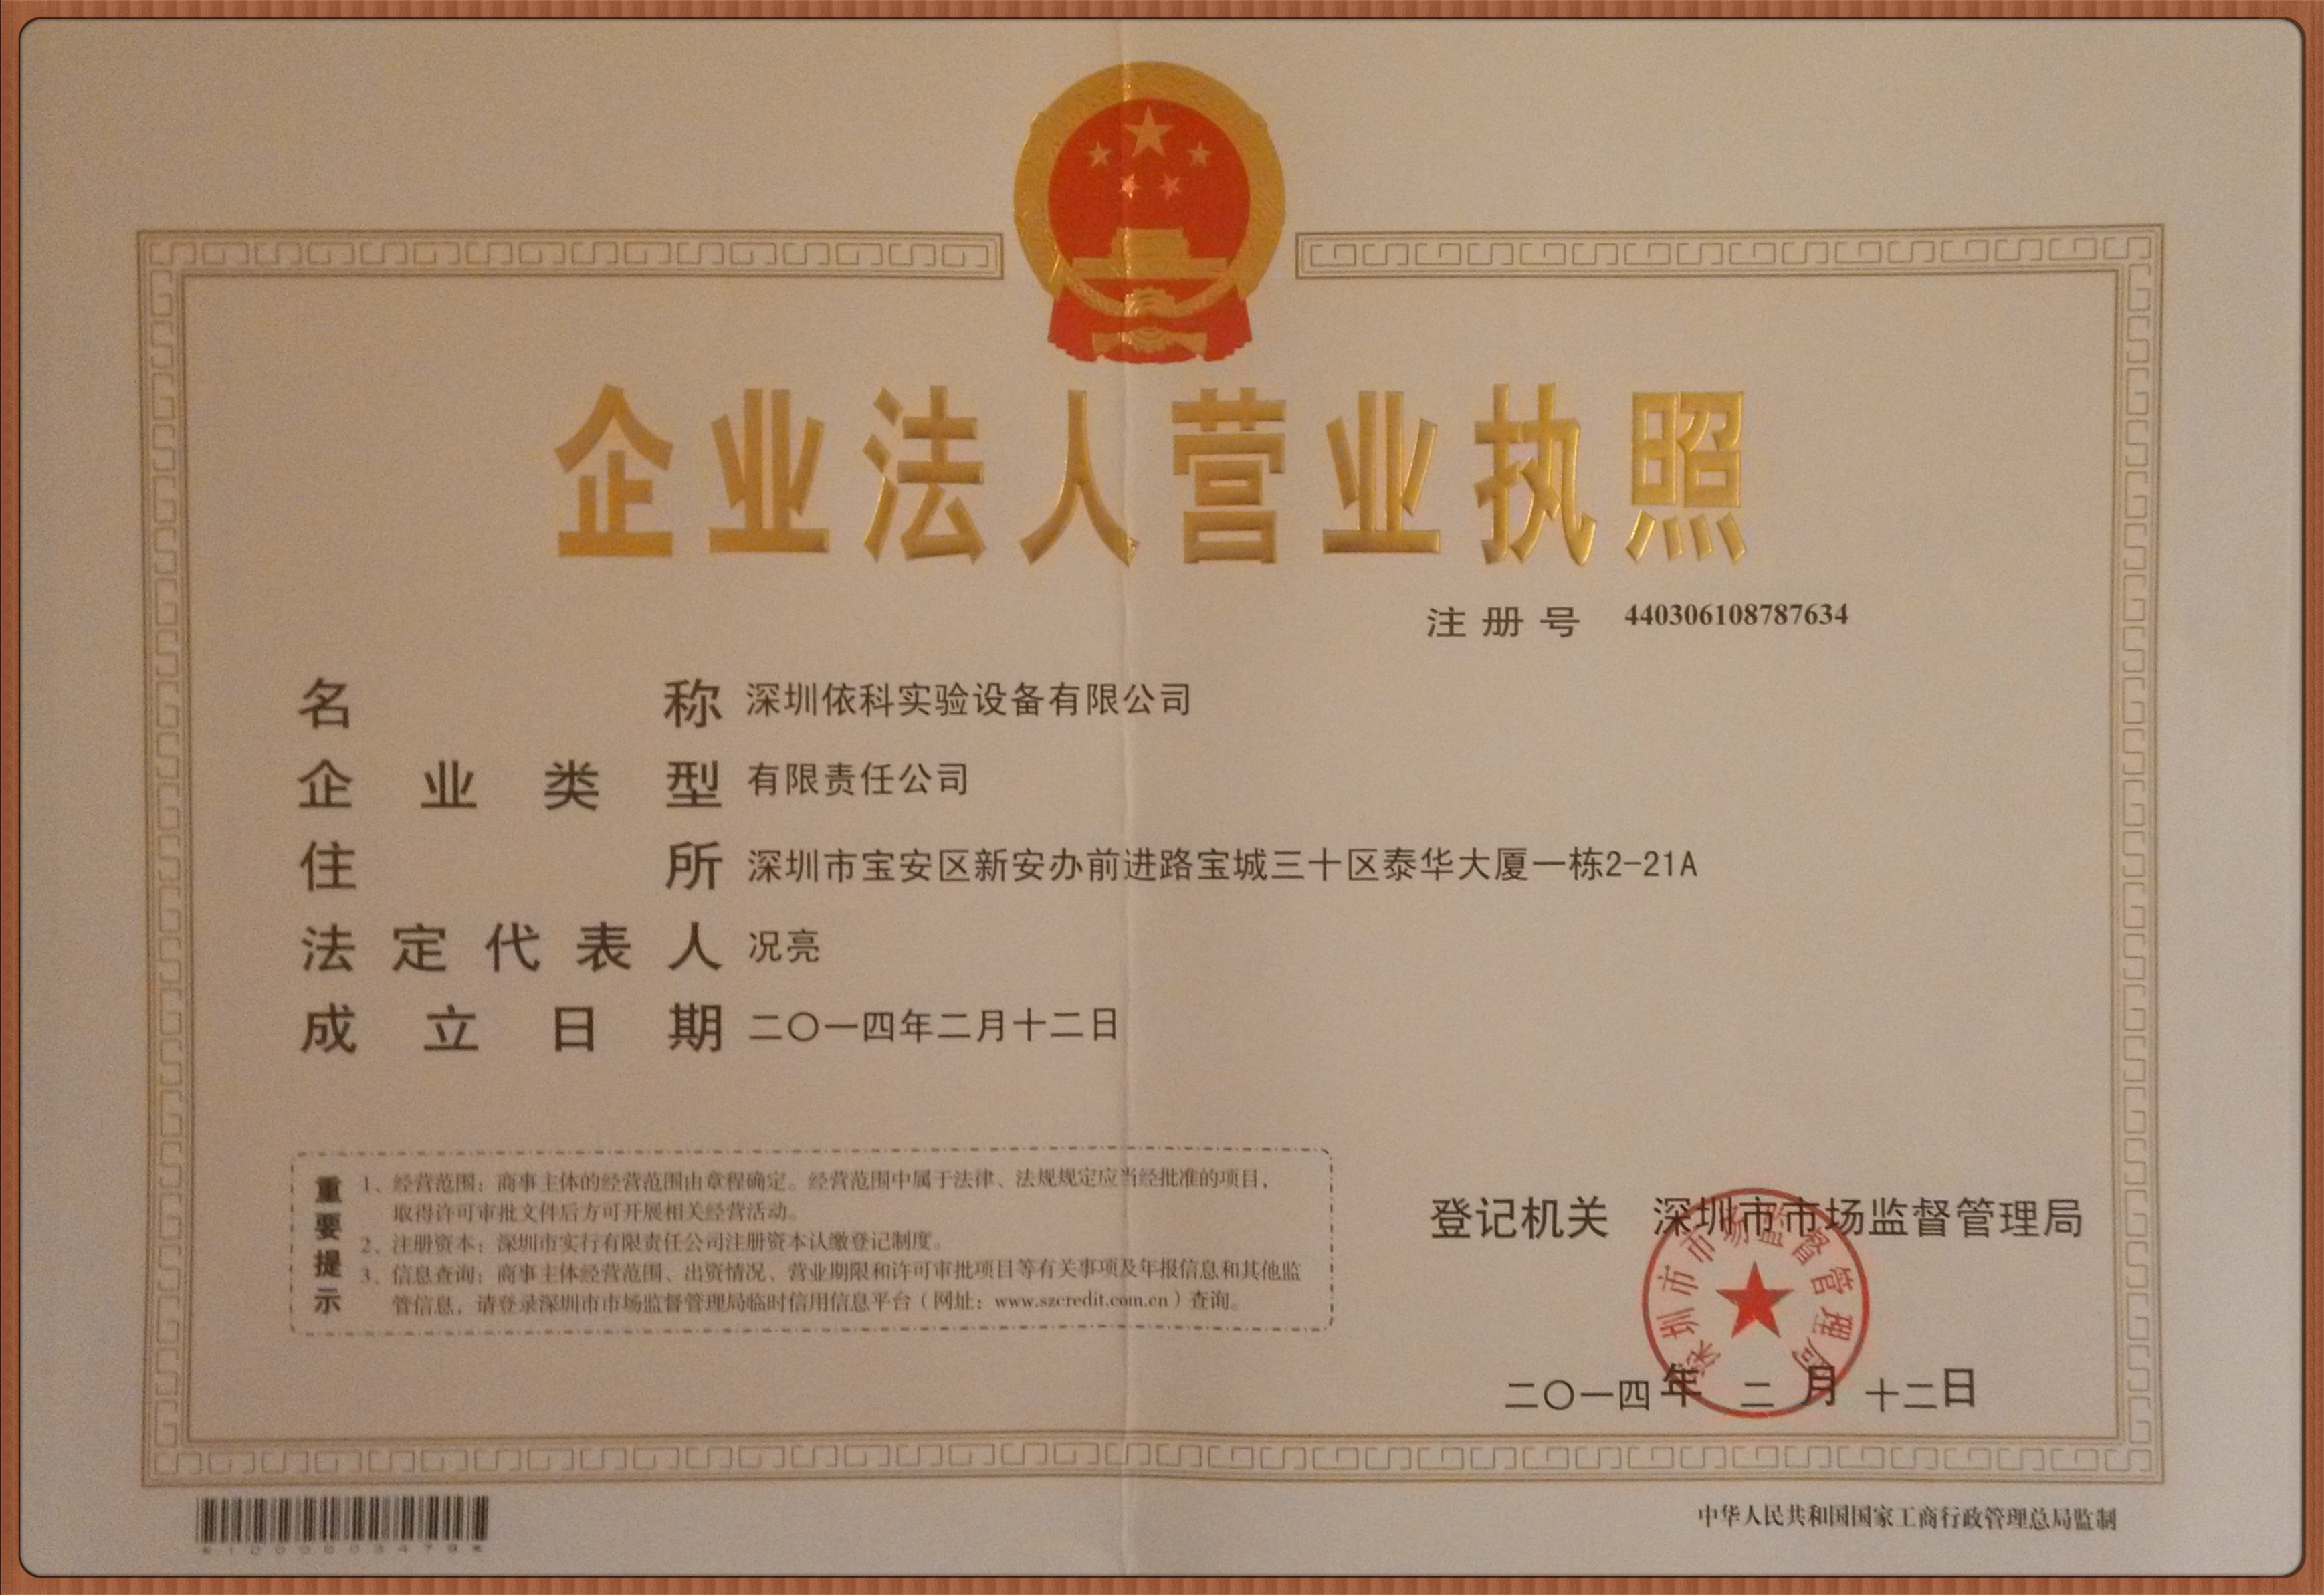 企业法人营业执照
注册号 440306108787634
名称 深圳依科实验设备有限公司
企业类型 有限责任公司
住所 深圳市宝安区新安办前进路宝城三十区泰华大厦一栋2-21A
法定代表人 况亮
成立日期 二〇一四年二月十二日
重要提示
1、经营范围：商事主体的经营范围由章程确定。经营范围中属于法律、法规规定应当经批准的项目，
取得许可审批文件后方可开展相关经营活动。
2、注册资本：深圳市实行有限责任公司注册资本认缴登记制度。
3、信息查询：商事主体经营范围、出资情况、营业期限和许可审批项目等有关事项及年报信息和其他监
管信息，请登录深圳市市场监督管理局临时信用信息平台（网址：www.szcredit.com.cn）查询。
登记机关 深圳市市场监督管理局
深圳市市场监督管理局
二〇一四年 二月 十二日
中华人民共和国国家工商行政管理总局监制